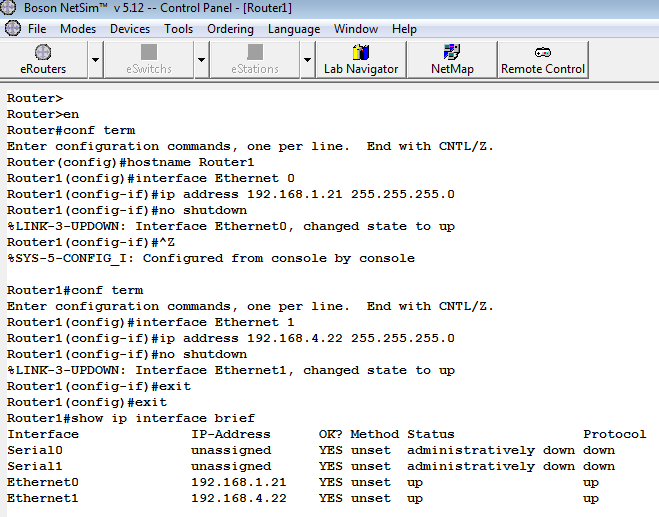 Boson NetSim™ v 5.12 -- Control Panel - [Router1]
File Modes Devices Tools Ordering Language Window Help
eRouters eSwitchs eStations Lab Navigator NetMap Remote Control
Router>
Router>en
Router#conf term
Enter configuration commands, one per line.  End with CNTL/Z.
Router(config)#hostname Router1
Router1(config)#interface Ethernet 0
Router1(config-if)#ip address 192.168.1.21 255.255.255.0
Router1(config-if)#no shutdown
%LINK-3-UPDOWN: Interface Ethernet0, changed state to up
Router1(config-if)#^Z
%SYS-5-CONFIG_I: Configured from console by console
Router1#conf term
Enter configuration commands, one per line.  End with CNTL/Z.
Router1(config)#interface Ethernet 1
Router1(config-if)#ip address 192.168.4.22 255.255.255.0
Router1(config-if)#no shutdown
%LINK-3-UPDOWN: Interface Ethernet1, changed state to up
Router1(config-if)#exit
Router1(config)#exit
Router1#show ip interface brief
Interface IP-Address OK? Method Status Protocol
Serial0 unassigned YES unset administratively down down
Serial1 unassigned YES unset administratively down down
Ethernet0 192.168.1.21 YES unset up up
Ethernet1 192.168.4.22 YES unset up up